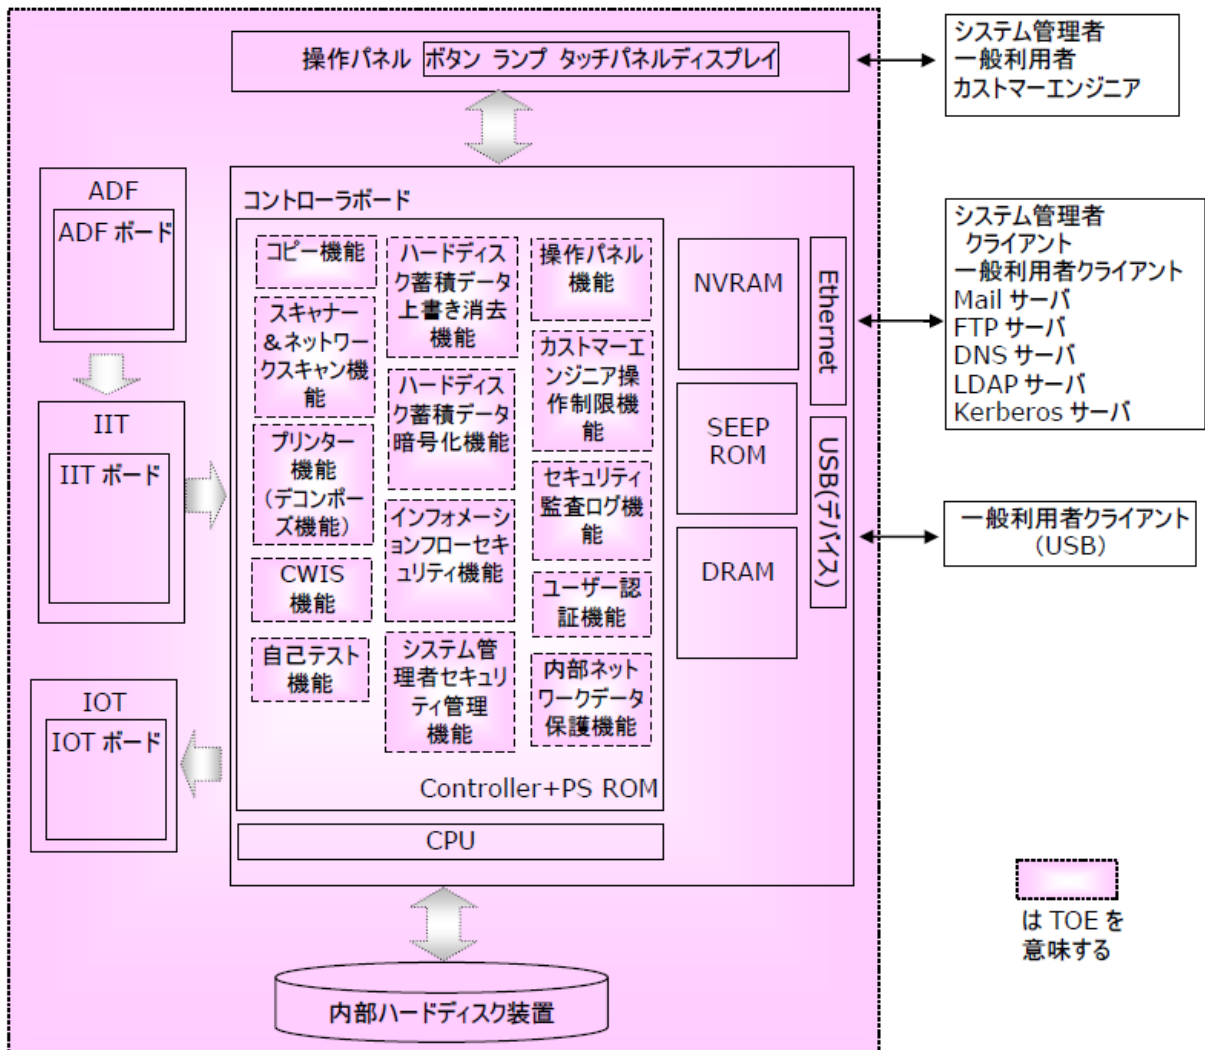 操作パネル ボタン ランプ タッチパネルディスプレイ
システム管理者
一般利用者
カストマーエンジニア
ADF
ADF ボード
IIT
IIT ボード
IOT
IOT ボード
コントローラボード
コピー機能
スキャナー
&ネットワー
クスキャン機
能
プリンター
機能
(デコンポー
ズ機能)
CWIS
機能
自己テスト
機能
ハードディス
ク蓄積データ
上書き消去
機能
ハードディス
ク蓄積データ
暗号化機能
インフォメーシ
ョンフローセキ
ュリティ機能
システム管
理者セキュリ
ティ管理
機能
操作パネル
機能
カストマーエ
ンジニア操
作制限機
能
セキュリティ
監査ログ機
能
ユーザー認
証機能
内部ネット
ワークデータ
保護機能
Controller+PS ROM
CPU
NVRAM
SEEP
ROM
DRAM
Ethernet
USB(デバイス)
システム管理者
クライアント
一般利用者クライアント
Mail サーバ
FTP サーバ
DNS サーバ
LDAP サーバ
Kerberos サーバ
一般利用者クライアント
(USB)
内部ハードディスク装置
は TOE を
意味する